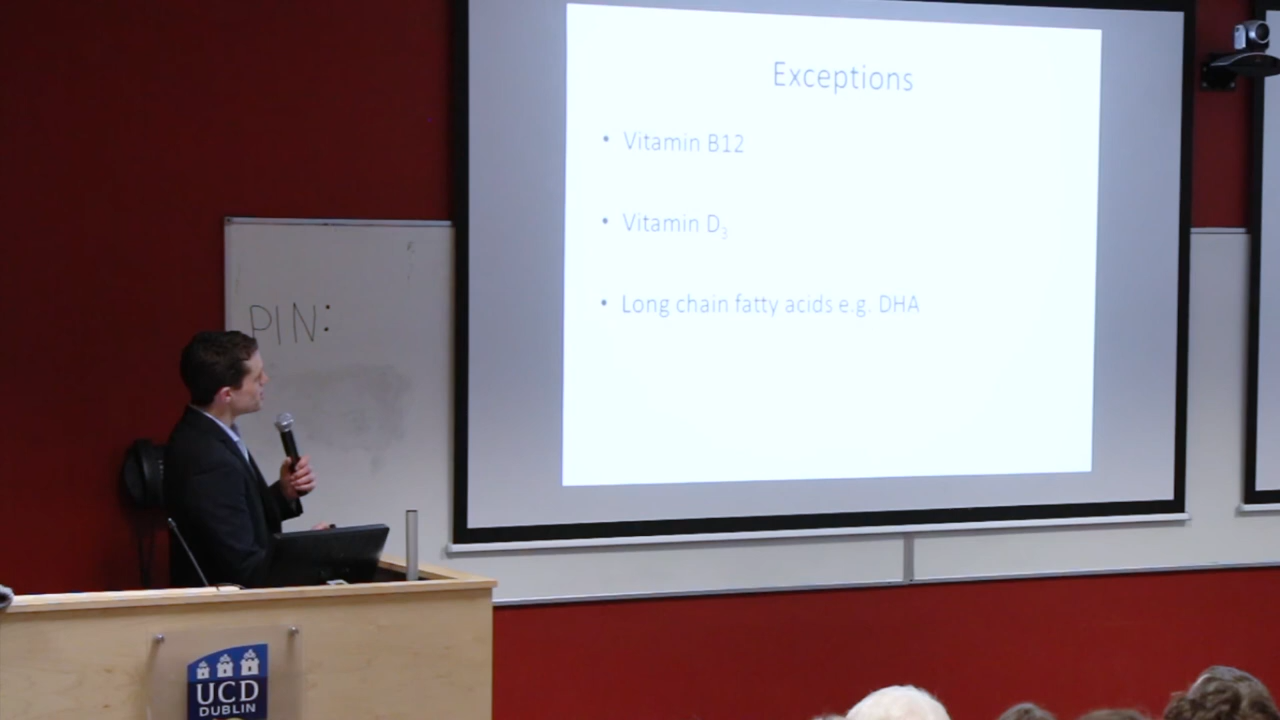 Exceptions
• Vitamin B12
• Vitamin D₃
• Long chain fatty acids e.g. DHA
PIN:
UCD
DUBLIN